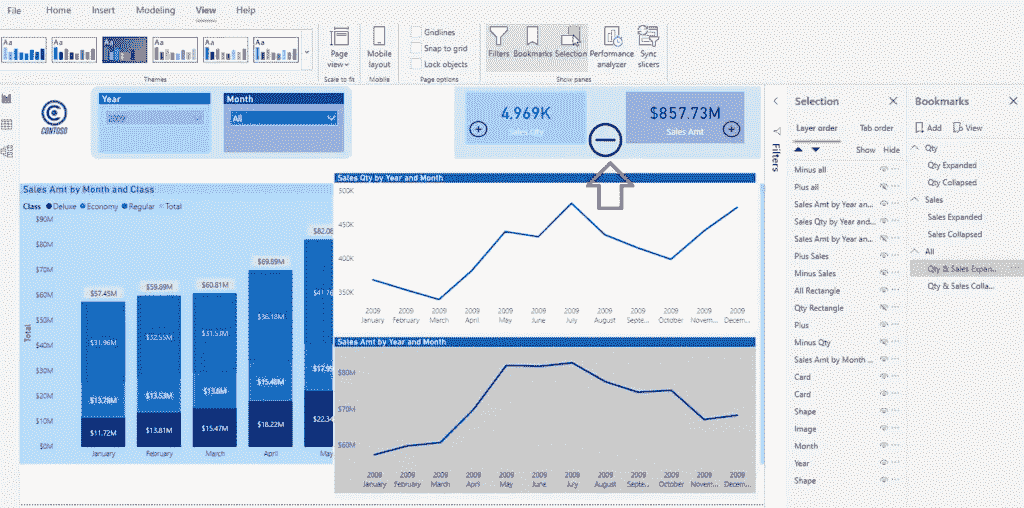 File Home Insert Modeling View Help
Aa Aa Aa Aa Aa Aa
Themes
Page view
Scale to fit
Mobile layout
Mobile
Gridlines
Snap to grid
Lock objects
Page options
Filters
Bookmarks
Selection
Performance analyzer
Sync slicers
Show panes
CONTOSO
Year
2009
Month
All
4.969K
Sales Qty
$857.73M
Sales Amt
Sales Amt by Month and Class
Class Deluxe Economy Regular Total
$90M
$80M
$70M
$60M
$50M
$40M
$30M
$20M
$10M
$0M
Total
$57.45M
$31.96M
$13.78M
$11.72M
January
$59.89M
$32.55M
$13.53M
$13.81M
February
$60.81M
$31.53M
$13.8M
$15.47M
March
$69.89M
$36.18M
$15.48M
$18.22M
April
$82.08
$41.76
$17.95
$22.34
May
Sales Qty by Year and Month
500K
450K
400K
350K
2009 January
2009 February
2009 March
2009 April
2009 May
2009 June
2009 July
2009 August
2009 Septe...
2009 October
2009 Novem...
2009 Decem...
Sales Amt by Year and Month
$80M
$70M
$60M
2009 January
2009 February
2009 March
2009 April
2009 May
2009 June
2009 July
2009 August
2009 Septe...
2009 October
2009 Novem...
2009 Decem...
Filters
Selection
Layer order Tab order
Show Hide
Minus all
Plus all
Sales Amt by Year an...
Sales Qty by Year and...
Sales Amt by Year an...
Plus Sales
Minus Sales
All Rectangle
Qty Rectangle
Plus
Minus Qty
Sales Amt by Month ...
Card
Card
Shape
Image
Month
Year
Shape
Bookmarks
Add View
Qty
Qty Expanded
Qty Collapsed
Sales
Sales Expanded
Sales Collapsed
All
Qty & Sales Expan...
Qty & Sales Colla...